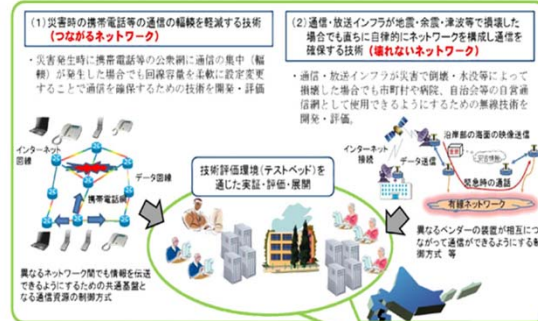 (1)災害時の携帯電話等の通信の輻輳を軽減する技術
(つながるネットワーク)
・災害発生時に携帯電話等の公衆網に通信の集中(輻
輳)が発生した場合でも回線容量を柔軟に設定変更
することで通信を確保するための技術を開発・評価
インターネット
回線
データ回線
携帯電話網
異なるネットワーク間でも情報を伝送
できるようにするための共通基盤と
なる通信資源の制御方式
(2)通信・放送インフラが地震・余震・津波等で損壊した
場合でも直ちに自律的にネットワークを構成し通信を
確保する技術(壊れないネットワーク)
・通信・放送インフラが災害で倒壊・水没等によって
損壊した場合でも市町村や病院、自治会等の自営通
信網として使用できるようにするための無線技術を
開発・評価。
インターネット
接続
データ送信
沿岸部の海面の映像送信
緊急時の通話
有線ネットワーク
異なるベンダーの装置が相互につ
ながって通信ができるようにする制
御方式 等
技術評価環境(テストベッド)を
通じた実証・評価・展開